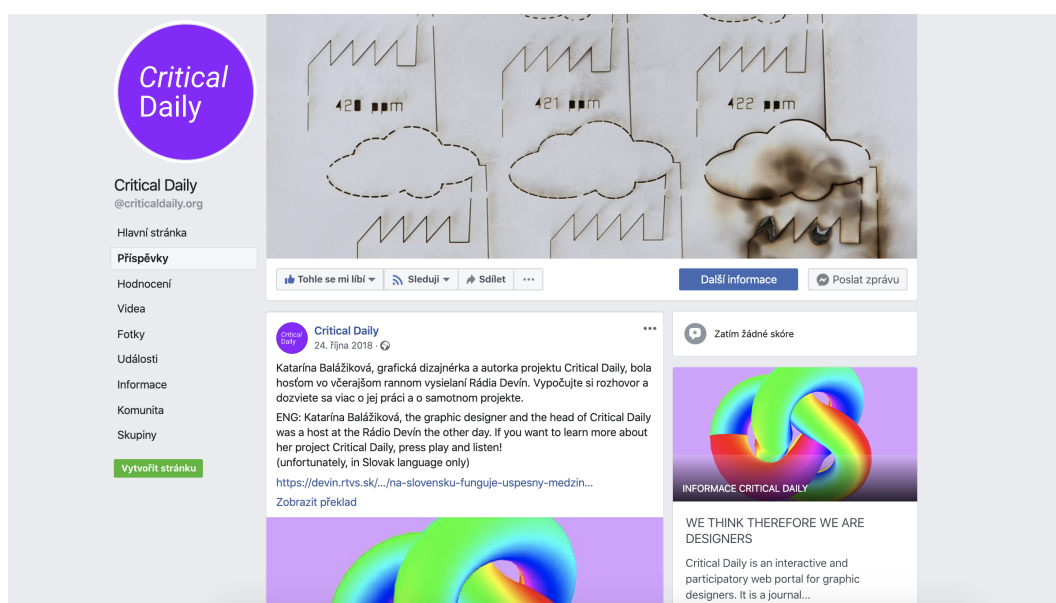 Critical
Daily
420 ppm
421 ppm
422 ppm
Critical Daily
@criticaldaily.org
Hlavní stránka
Příspěvky
Hodnocení
Videa
Fotky
Události
Informace
Komunita
Skupiny
Vytvořit stránku
Tohle se mi líbí
Sleduji
Sdílet
Další informace
Poslat zprávu
Critical
Daily
Critical Daily
24. října 2018 ·
Katarína Balážiková, grafická dizajnérka a autorka projektu Critical Daily, bola
hosťom vo včerajšom rannom vysielaní Rádia Devín. Vypočujte si rozhovor a
dozviete sa viac o jej práci a o samotnom projekte.
ENG: Katarína Balážiková, the graphic designer and the head of Critical Daily
was a host at the Rádio Devín the other day. If you want to learn more about
her project Critical Daily, press play and listen!
(unfortunately, in Slovak language only)
https://devin.rtvs.sk/.../na-slovensku-funguje-uspesny-medzin...
Zobrazit překlad
Zatím žádné skóre
INFORMACE CRITICAL DAILY
WE THINK THEREFORE WE ARE
DESIGNERS
Critical Daily is an interactive and
participatory web portal for graphic
designers. It is a journal...